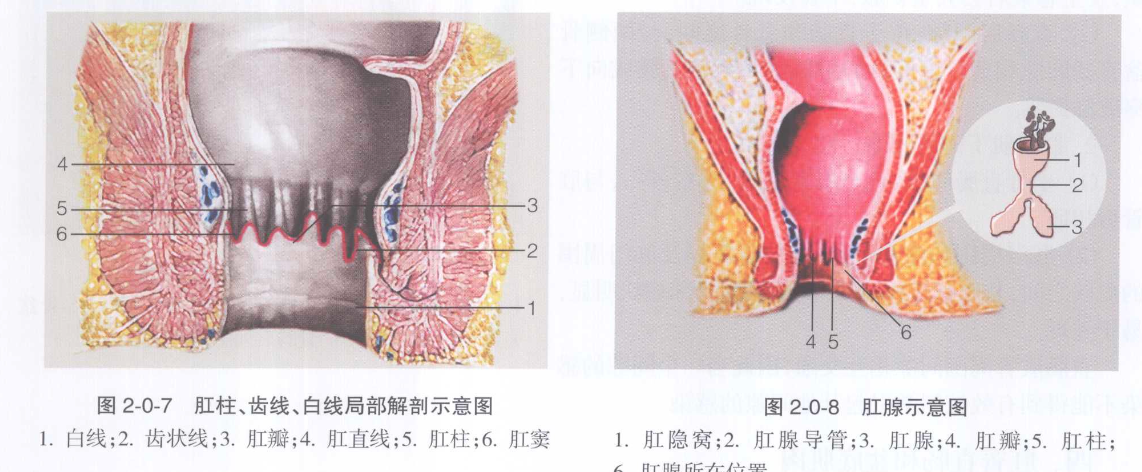 4
5
6
3
2
1
1
2
3
4 5
6
图 2-0-7 肛柱、齿线、白线局部解剖示意图
1. 白线;2. 齿状线;3. 肛瓣;4. 肛直线;5. 肛柱;6. 肛窦
图 2-0-8 肛腺示意图
1. 肛隐窝;2. 肛腺导管;3. 肛腺;4. 肛瓣;5. 肛柱;
6. 肛腺所在位置